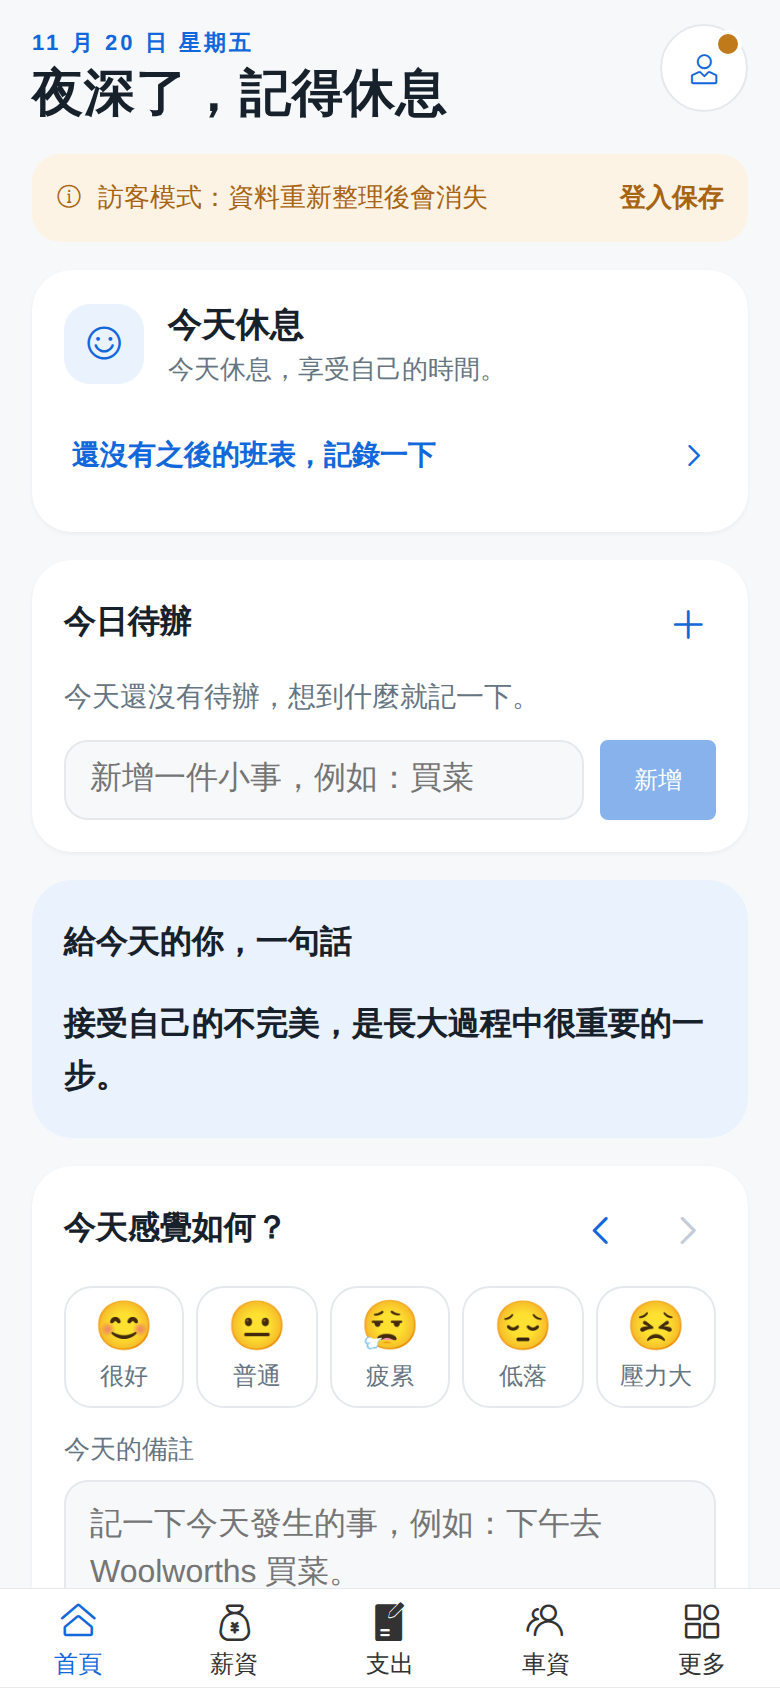 11 月 20 日 星期五
夜深了，記得休息
訪客模式：資料重新整理後會消失
登入保存
今天休息
今天休息，享受自己的時間。
還沒有之後的班表，記錄一下
今日待辦
今天還沒有待辦，想到什麼就記一下。
新增一件小事，例如：買菜
新增
給今天的你，一句話
接受自己的不完美，是長大過程中很重要的一
步。
今天感覺如何？
很好
普通
疲累
低落
壓力大
今天的備註
記一下今天發生的事，例如：下午去
Woolworths 買菜。
首頁
薪資
支出
車資
更多